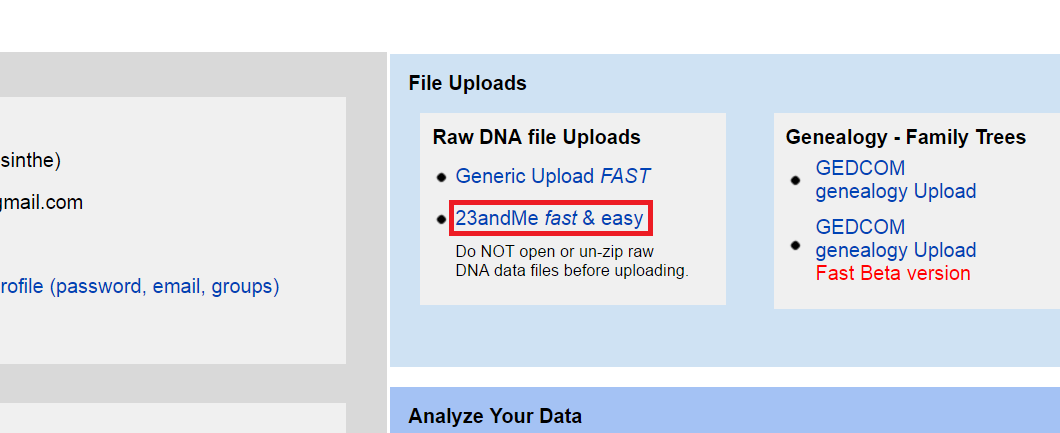 sinthe)
gmail.com
rofile (password, email, groups)
File Uploads
Raw DNA file Uploads
Generic Upload FAST
23andMe fast & easy
Do NOT open or un-zip raw
DNA data files before uploading.
Genealogy - Family Trees
GEDCOM
genealogy Upload
GEDCOM
genealogy Upload
Fast Beta version
Analyze Your Data